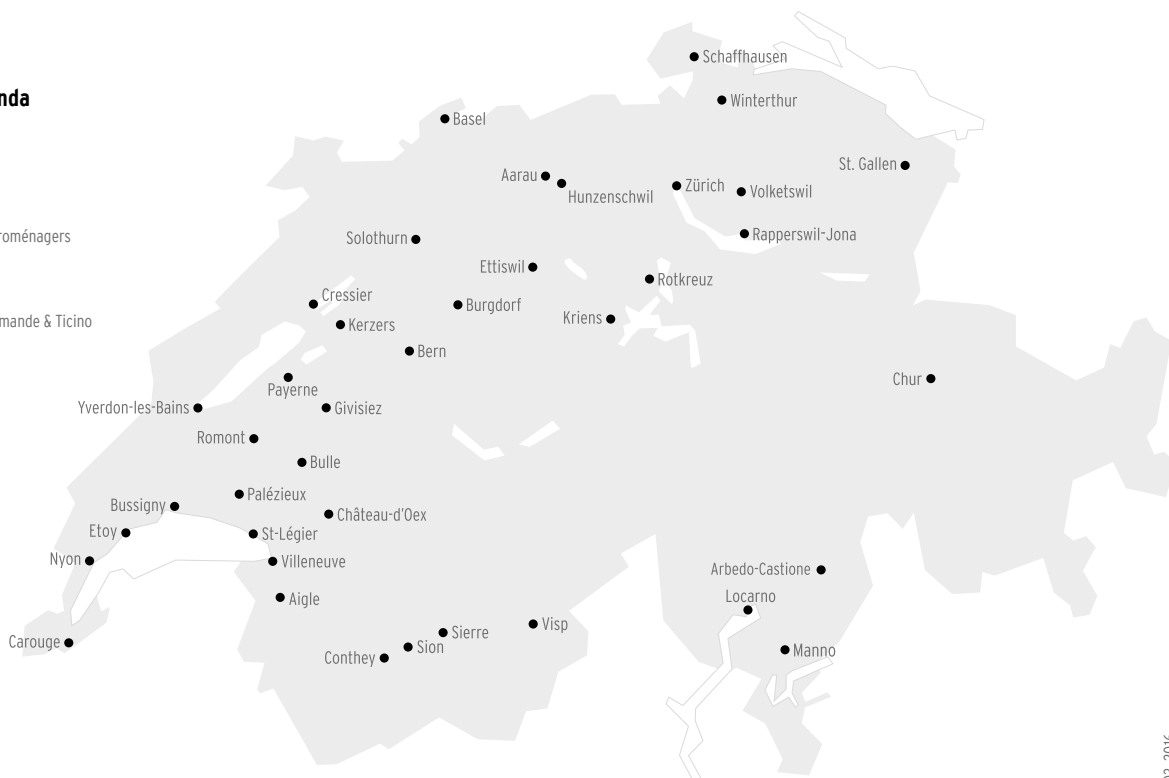 Schaffhausen
nda
Winterthur
Basel
St. Gallen
Aarau
Hunzenschwil
Zürich
Volketswil
roménagers
Solothurn
Rapperswil-Jona
Ettiswil
Rotkreuz
Cressier
Burgdorf
Kriens
mande & Ticino
Kerzers
Bern
Payerne
Chur
Yverdon-les-Bains
Givisiez
Romont
Bulle
Palézieux
Bussigny
Château-d'Oex
Etoy
St-Légier
Nyon
Villeneuve
Arbedo-Castione
Aigle
Locarno
Carouge
Sierre
Visp
Sion
Conthey
Manno
2016